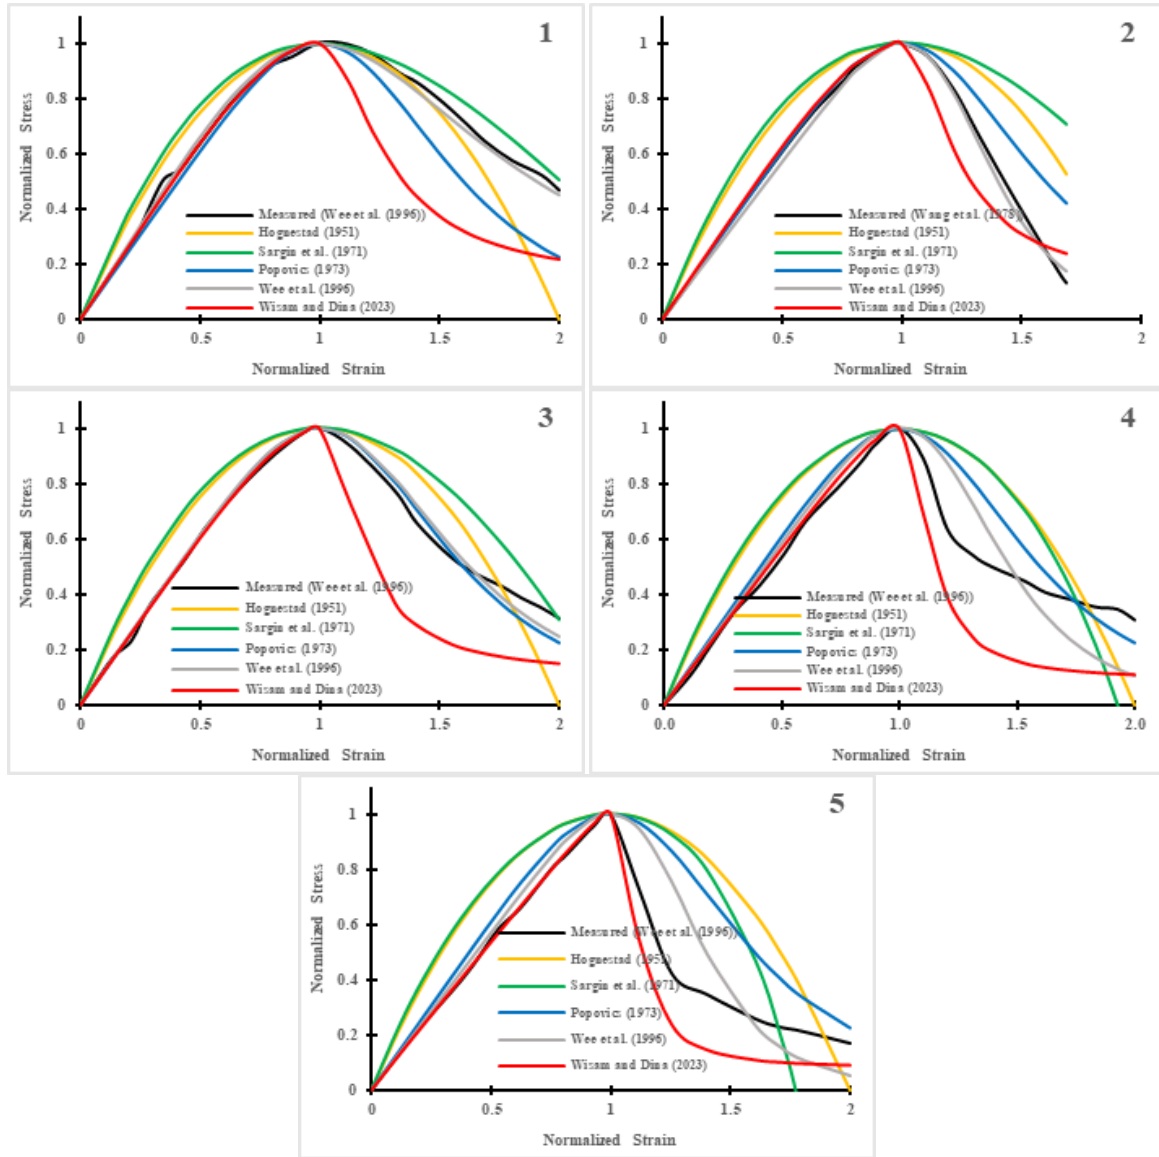 1
Normalized Stress
1
0.8
0.6
0.4
0.2
0
Measured (Wee et al. (1996))
Hognestad (1951)
Sargin et al. (1971)
Popovics (1973)
Wee et al. (1996)
Wisam and Dina (2023)
0 0.5 1 1.5 2
Normalized Strain
2
Normalized Stress
1
0.8
0.6
0.4
0.2
0
Measured (Wang et al. (1978))
Hognestad (1951)
Sargin et al. (1971)
Popovics (1973)
Wee et al. (1996)
Wisam and Dina (2023)
0 0.5 1 1.5 2
Normalized Strain
3
Normalized Stress
1
0.8
0.6
0.4
0.2
0
Measured (Wee et al. (1996))
Hognestad (1951)
Sargin et al. (1971)
Popovics (1973)
Wee et al. (1996)
Wisam and Dina (2023)
0 0.5 1 1.5 2
Normalized Strain
4
Normalized Stress
1
0.8
0.6
0.4
0.2
0
Measured (Wee et al. (1996))
Hognestad (1951)
Sargin et al. (1971)
Popovics (1973)
Wee et al. (1996)
Wisam and Dina (2023)
0.0 0.5 1.0 1.5 2.0
Normalized Strain
5
Normalized Stress
1
0.8
0.6
0.4
0.2
0
Measured (Wee et al. (1996))
Hognestad (1951)
Sargin et al. (1971)
Popovics (1973)
Wee et al. (1996)
Wisam and Dina (2023)
0 0.5 1 1.5 2
Normalized Strain